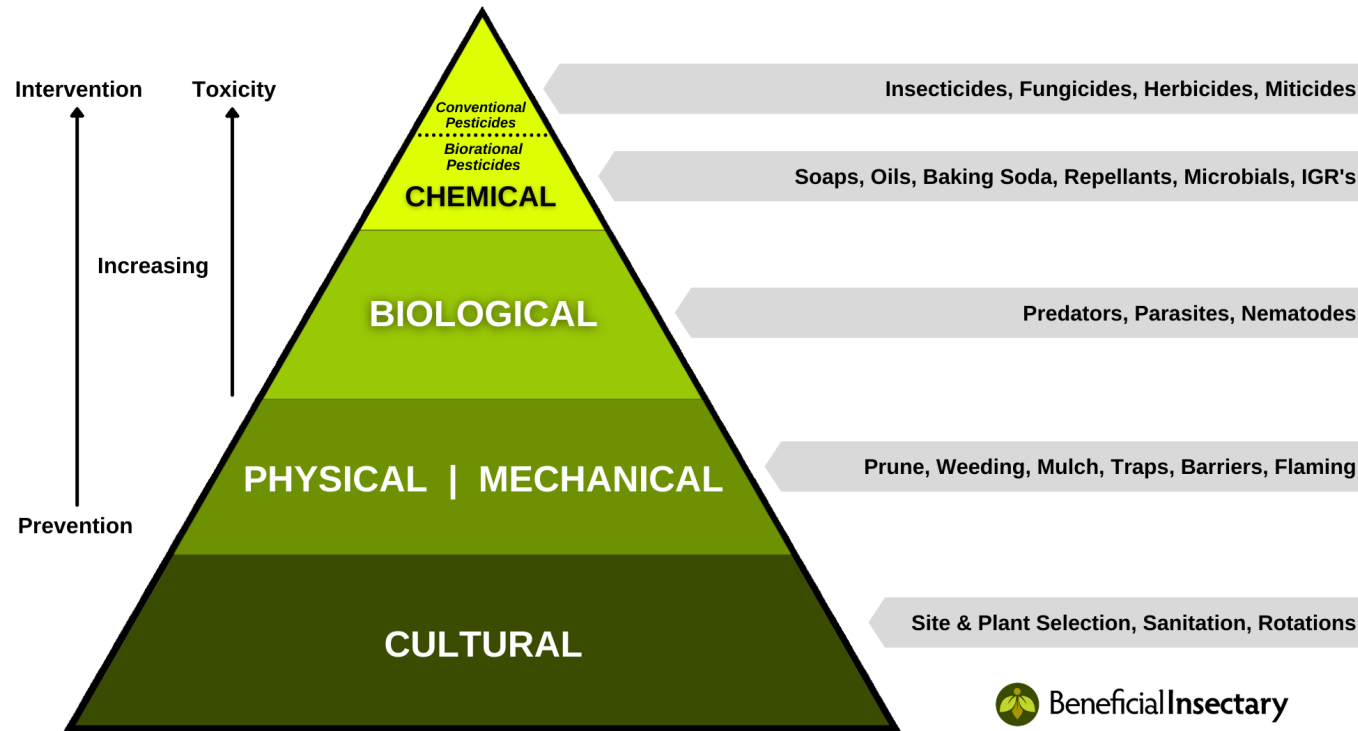 Intervention
Toxicity
Increasing
Prevention
Conventional
Pesticides
Biorational
Pesticides
CHEMICAL
Insecticides, Fungicides, Herbicides, Miticides
Soaps, Oils, Baking Soda, Repellants, Microbials, IGR's
BIOLOGICAL
Predators, Parasites, Nematodes
PHYSICAL | MECHANICAL
Prune, Weeding, Mulch, Traps, Barriers, Flaming
CULTURAL
Site & Plant Selection, Sanitation, Rotations
BeneficialInsectary